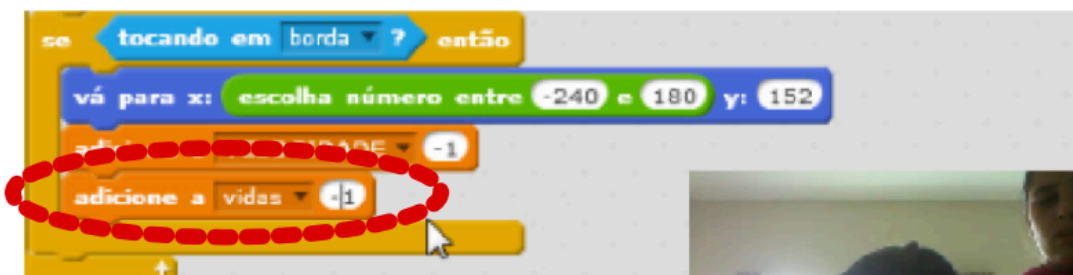 se tocando em borda ? então
vá para x: escolha número entre -240 e 180 y: 152
-1
adicione a vidas -1